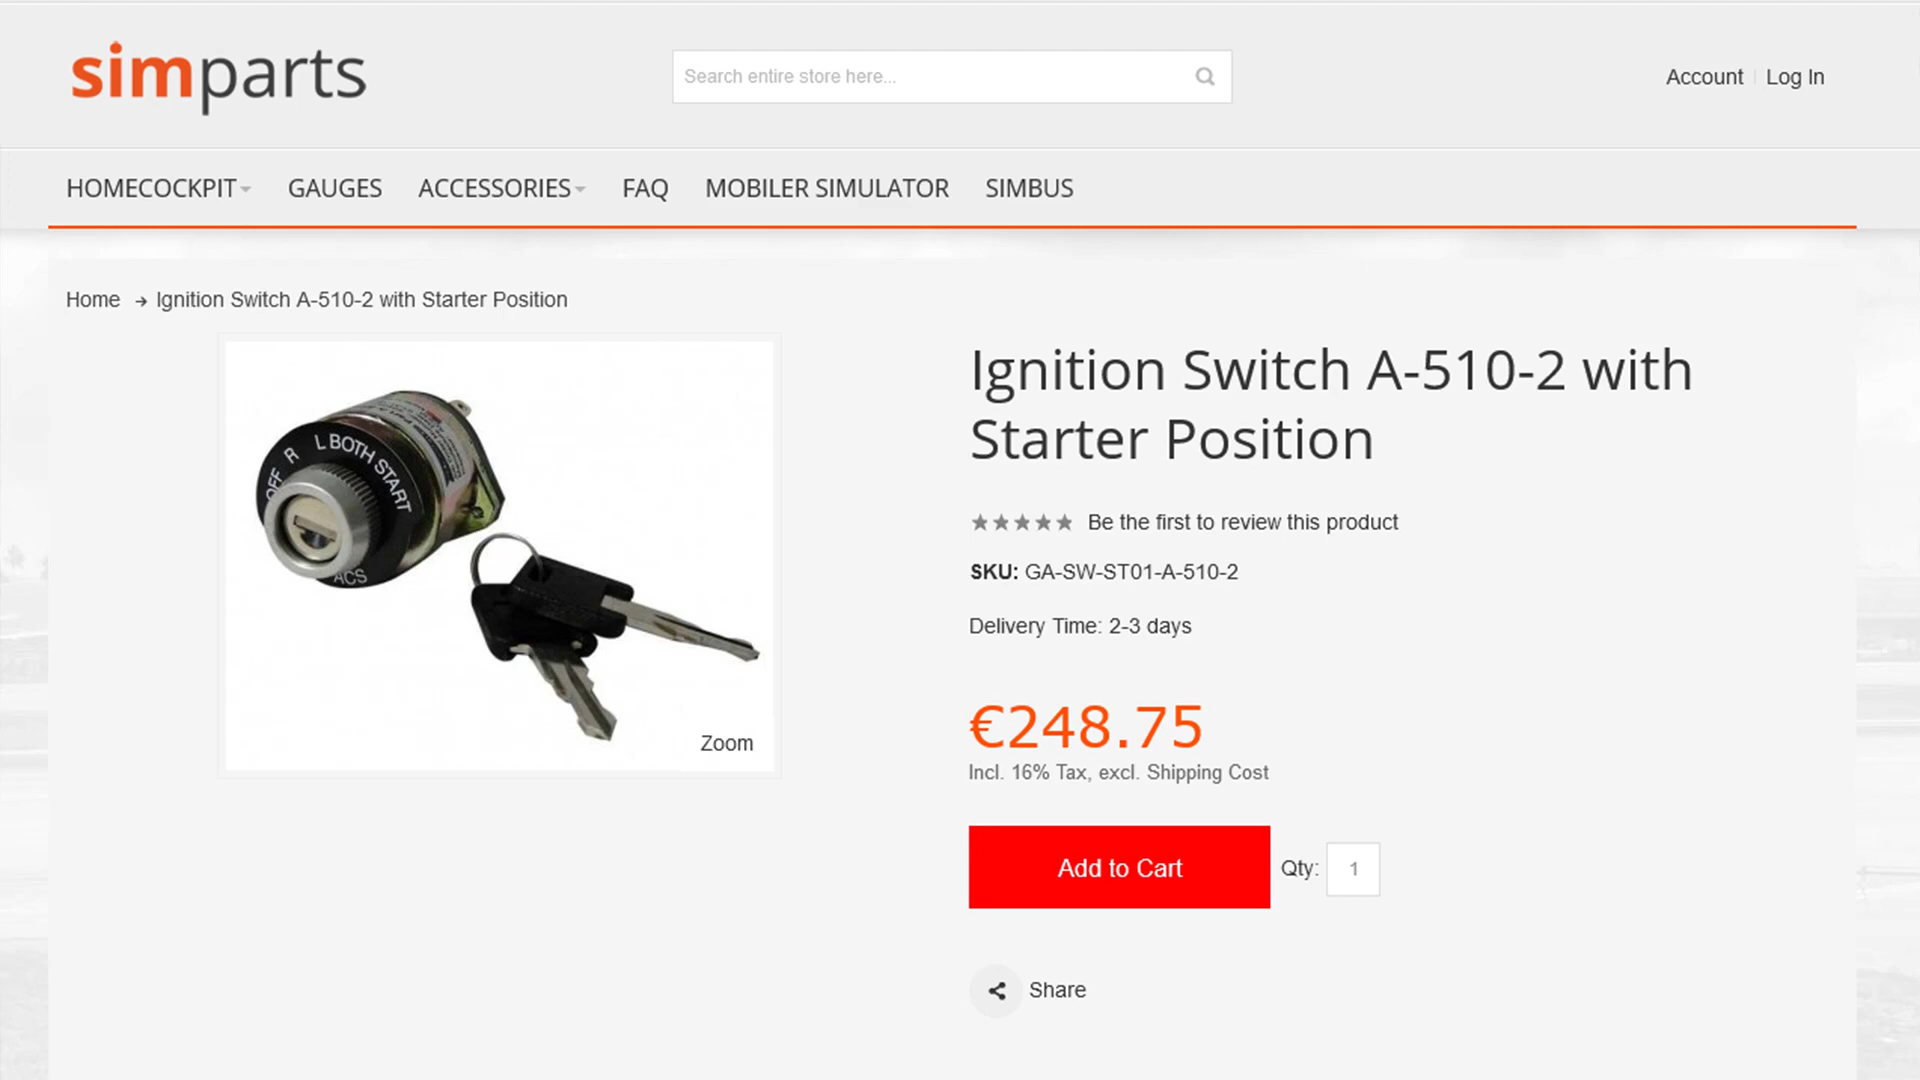 simparts
Search entire store here...
Account
Log In
HOMECOCKPIT
GAUGES
ACCESSORIES
FAQ
MOBILER SIMULATOR
SIMBUS
Home → Ignition Switch A-510-2 with Starter Position
OFF R L BOTH START
ACS
Zoom
Ignition Switch A-510-2 with
Starter Position
Be the first to review this product
SKU: GA-SW-ST01-A-510-2
Delivery Time: 2-3 days
€248.75
Incl. 16% Tax, excl. Shipping Cost
Add to Cart
Qty: 1
Share